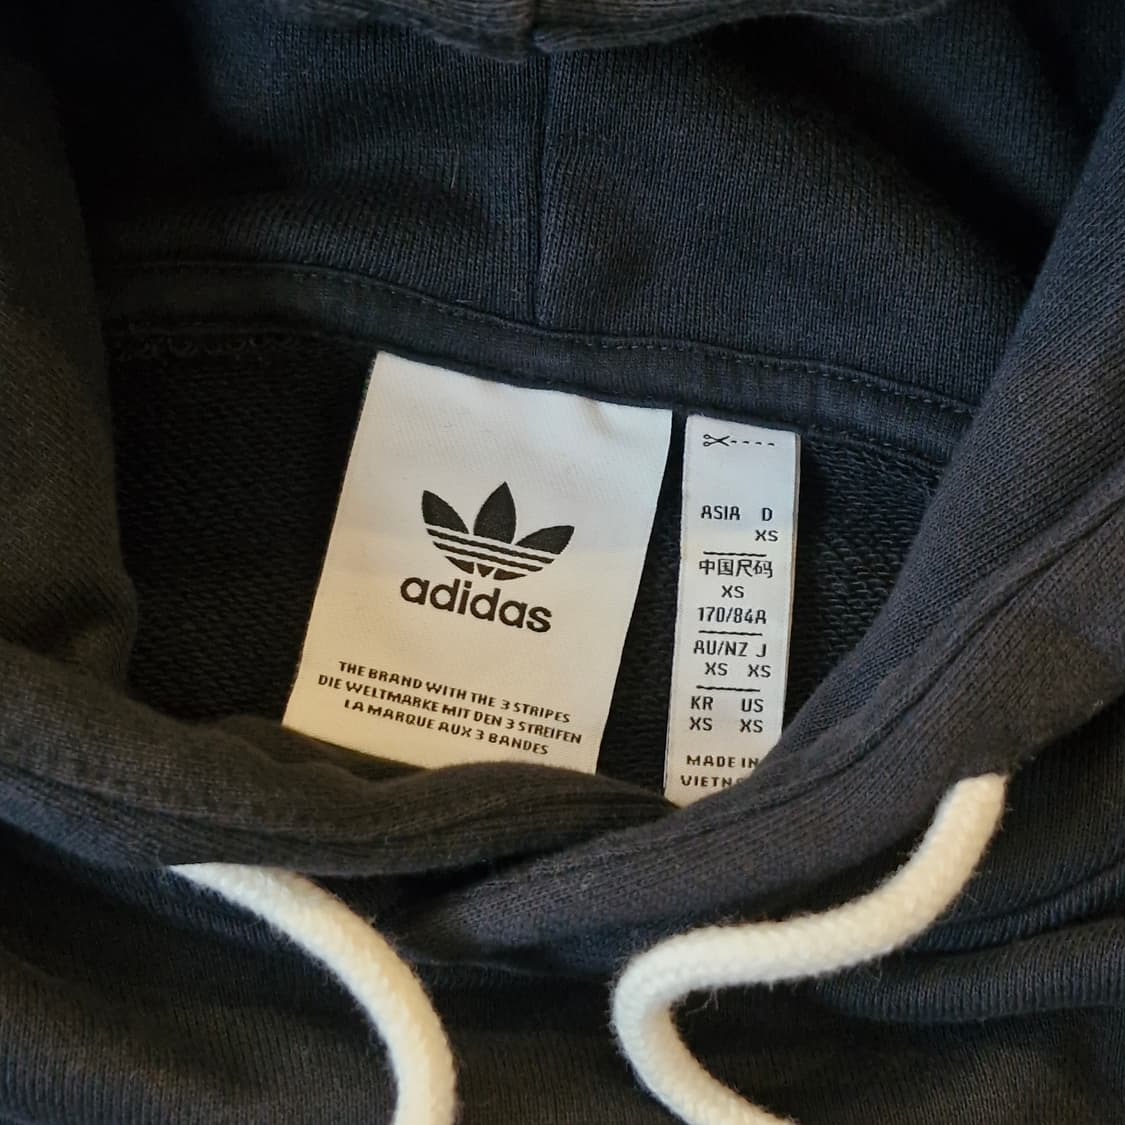 adidas
THE BRAND WITH THE 3 STRIPES
DIE WELTMARKE MIT DEN 3 STREIFEN
LA MARQUE AUX 3 BANDES
ASIA D
XS
中国尺码
XS
170/84A
AU/NZ J
XS XS
KR US
XS XS
MADE IN